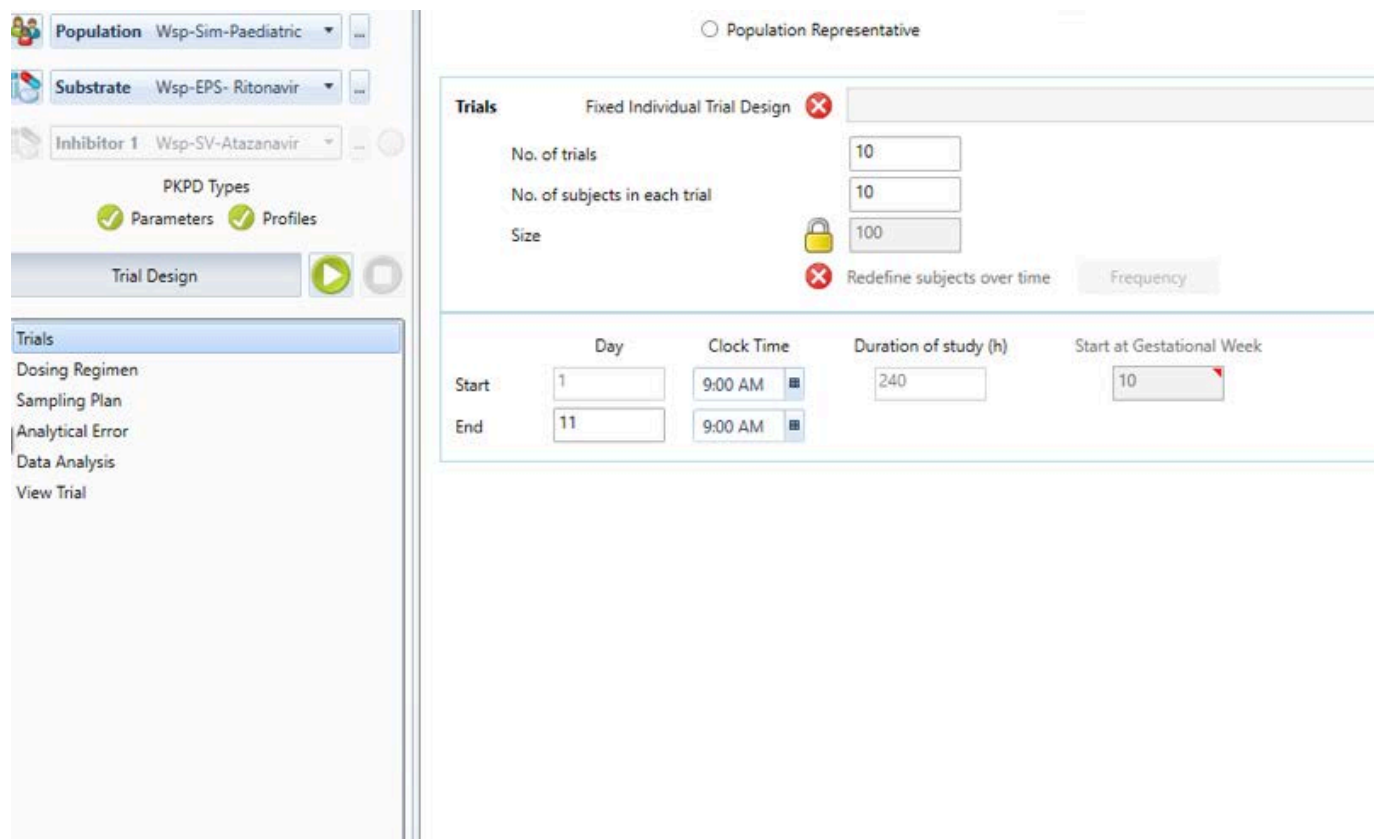 Population Wsp-Sim-Paediatric ...
Substrate Wsp-EPS- Ritonavir ...
Inhibitor 1 Wsp-SV-Atazanavir ...
PKPD Types
Parameters Profiles
Trial Design
Trials
Dosing Regimen
Sampling Plan
Analytical Error
Data Analysis
View Trial
Population Representative
Trials Fixed Individual Trial Design
No. of trials 10
No. of subjects in each trial 10
Size 100
Redefine subjects over time Frequency
Day Clock Time Duration of study (h) Start at Gestational Week
Start 1 9:00 AM 240 10
End 11 9:00 AM